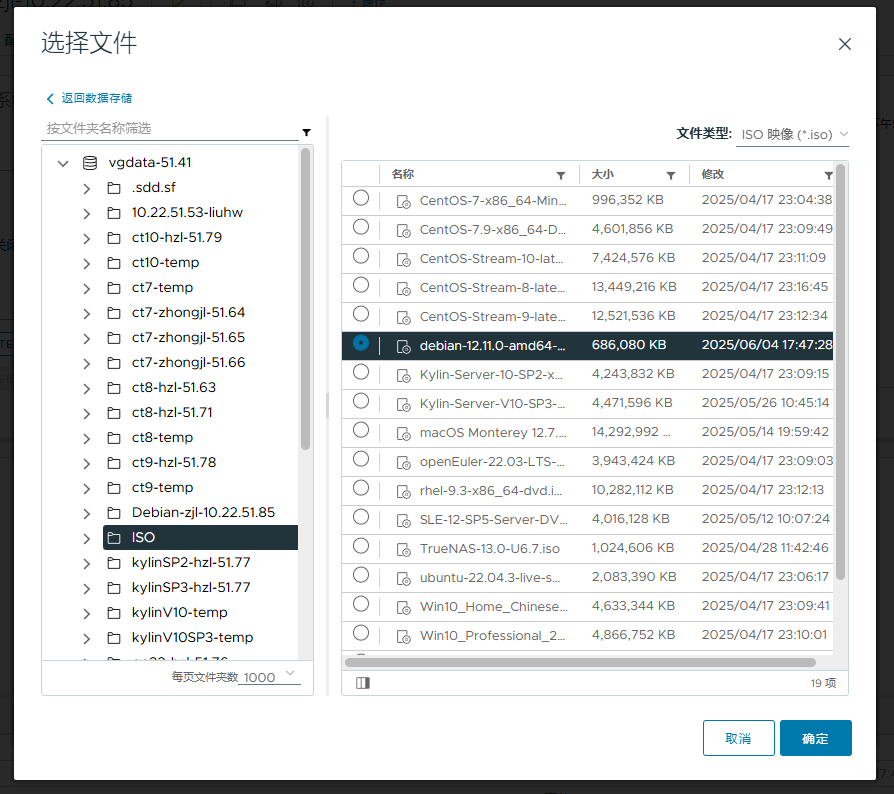 选择文件
返回数据存储
按文件夹名称筛选
文件类型: ISO 映像 (*.iso)
vgdata-51.41
.sdd.sf
10.22.51.53-liuhw
ct10-hzl-51.79
ct10-temp
ct7-temp
ct7-zhongjl-51.64
ct7-zhongjl-51.65
ct7-zhongjl-51.66
ct8-hzl-51.63
ct8-hzl-51.71
ct8-temp
ct9-hzl-51.78
ct9-temp
Debian-zjl-10.22.51.85
ISO
kylinSP2-hzl-51.77
kylinSP3-hzl-51.77
kylinV10-temp
kylinV10SP3-temp
每页文件夹数 1000
名称 大小 修改
CentOS-7-x86_64-Min... 996,352 KB 2025/04/17 23:04:38
CentOS-7.9-x86_64-D... 4,601,856 KB 2025/04/17 23:09:49
CentOS-Stream-10-lat... 7,424,576 KB 2025/04/17 23:11:09
CentOS-Stream-8-late... 13,449,216 KB 2025/04/17 23:16:45
CentOS-Stream-9-late... 12,521,536 KB 2025/04/17 23:12:34
debian-12.11.0-amd64-... 686,080 KB 2025/06/04 17:47:28
Kylin-Server-10-SP2-x... 4,243,832 KB 2025/04/17 23:09:15
Kylin-Server-V10-SP3-... 4,471,596 KB 2025/05/26 10:45:14
macOS Monterey 12.7.... 14,292,992 ... 2025/05/14 19:59:42
openEuler-22.03-LTS-... 3,943,424 KB 2025/04/17 23:09:03
rhel-9.3-x86_64-dvd.i... 10,282,112 KB 2025/04/17 23:12:13
SLE-12-SP5-Server-DV... 4,016,128 KB 2025/05/12 10:07:24
TrueNAS-13.0-U6.7.iso 1,024,606 KB 2025/04/28 11:42:46
ubuntu-22.04.3-live-s... 2,083,390 KB 2025/04/17 23:06:17
Win10_Home_Chinese... 4,633,344 KB 2025/04/17 23:09:41
Win10_Professional_2... 4,866,752 KB 2025/04/17 23:10:01
19 项
取消
确定